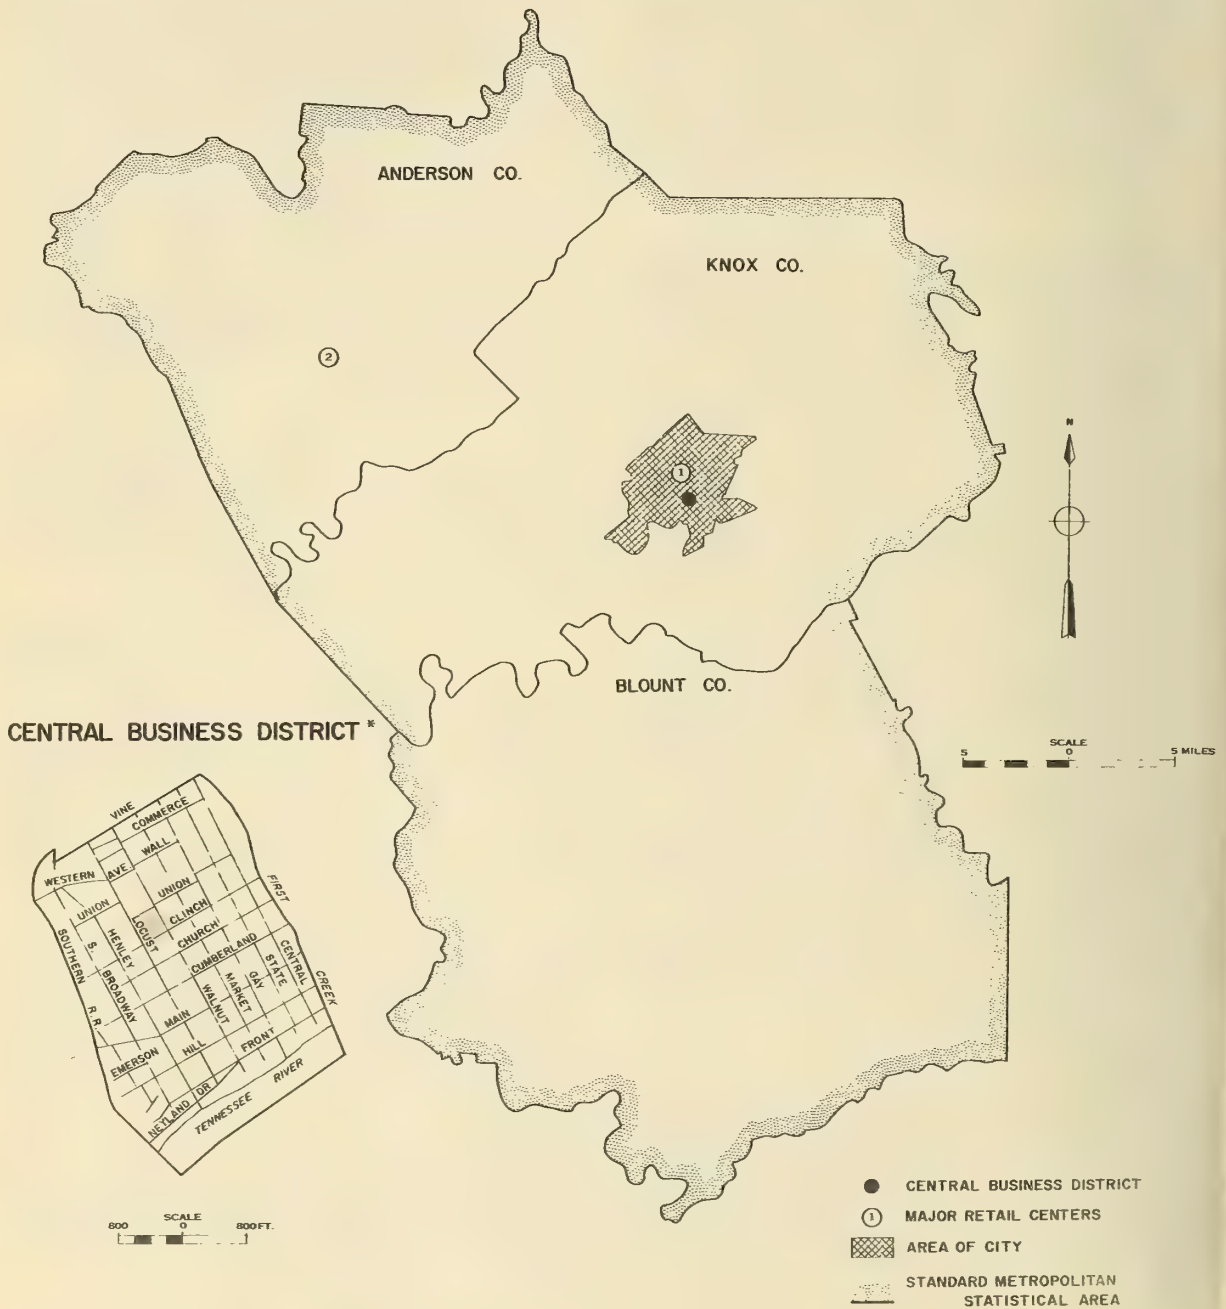 ANDERSON CO.
KNOX CO.
2
1
N
BLOUNT CO.
CENTRAL BUSINESS DISTRICT*
SCALE
5 0 5 MILES
VINE
COMMERCE
WALL
WESTERN AVE.
UNION
UNION
CLINCH
FIRST
LOCUST
CHURCH
HENLEY
SOUTHERN R.R.
S. BROADWAY
CUMBERLAND
CENTRAL
STATE
GAY
MARKET
WALNUT
CREEK
MAIN
EMERSON
HILL
FRONT
NEYLAND DR
TENNESSEE RIVER
SCALE
800 0 800 FT.
CENTRAL BUSINESS DISTRICT
1 MAJOR RETAIL CENTERS
AREA OF CITY
STANDARD METROPOLITAN
STATISTICAL AREA